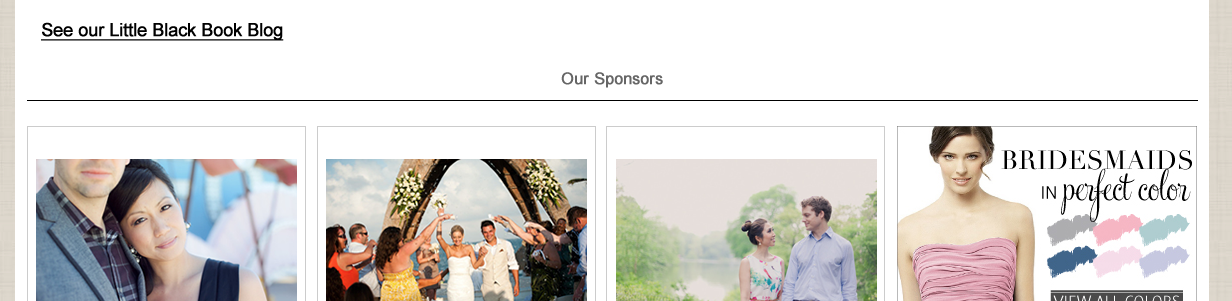 See our Little Black Book Blog
Our Sponsors
BRIDESMAIDS
IN perfect color
VIEW ALL COLORS